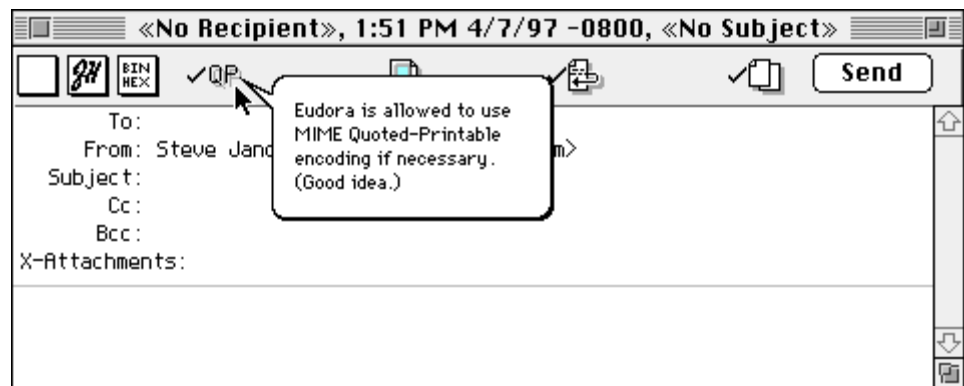 «No Recipient», 1:51 PM 4/7/97 -0800, «No Subject»
BIN
HEX
QP
Send
Eudora is allowed to use
MIME Quoted-Printable
encoding if necessary.
(Good idea.)
To:
From: Steve m>
Subject:
Cc:
Bcc:
X-Attachments: